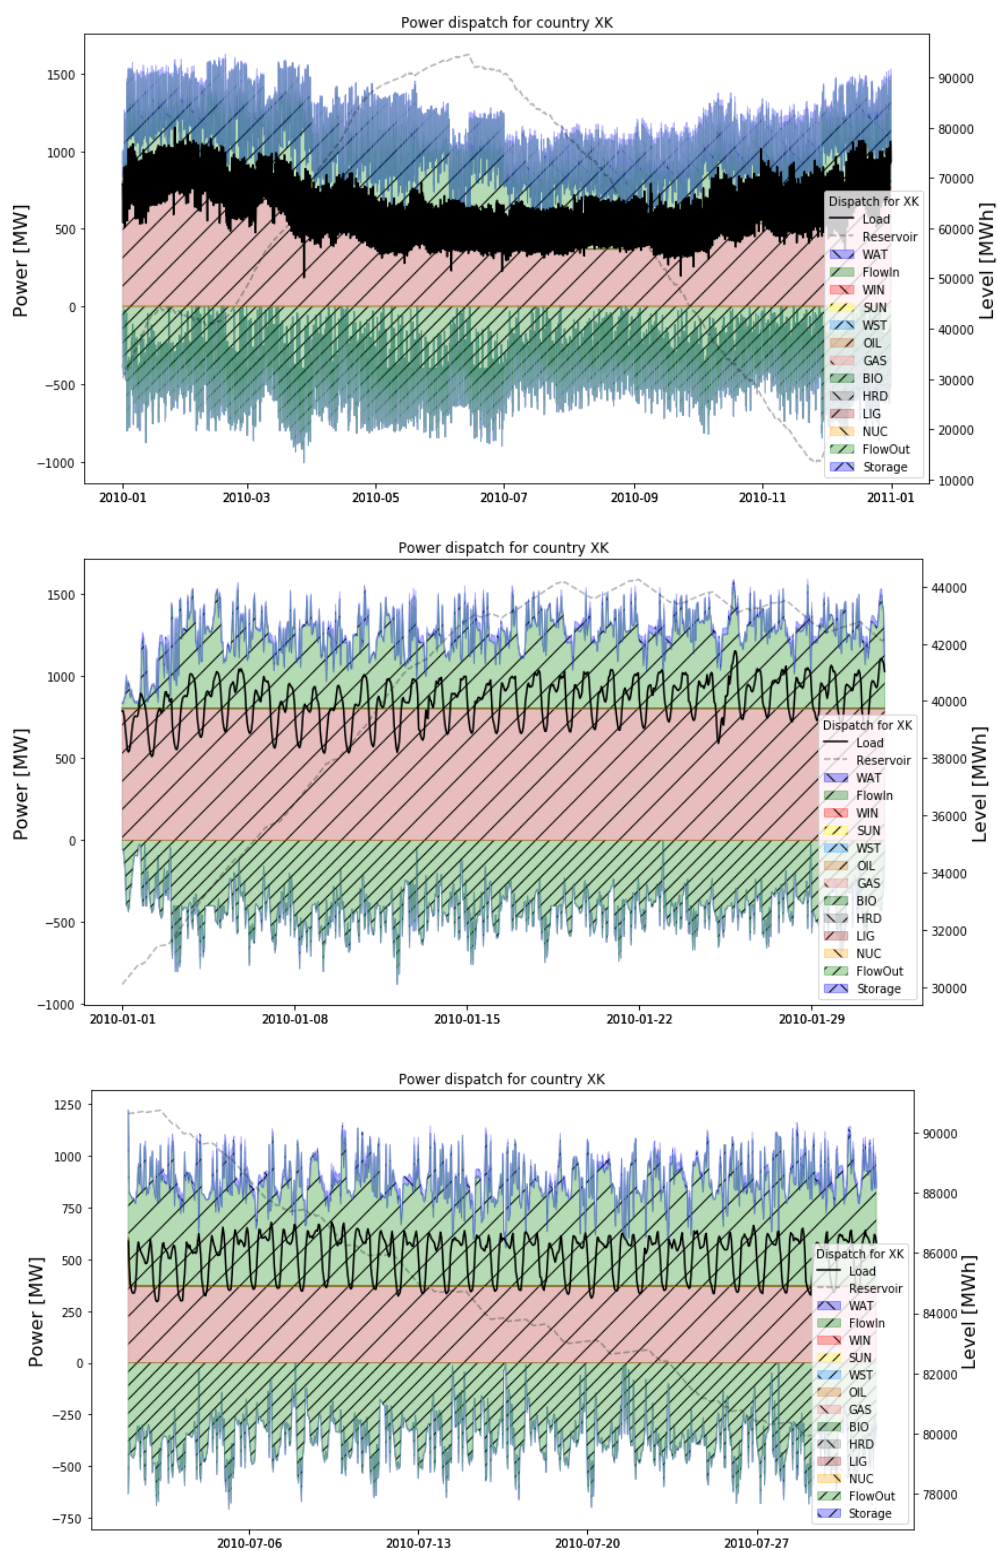 Power dispatch for country XK
Power [MW]
1500
1000
500
0
−500
−1000
90000
80000
70000
60000
50000
40000
30000
20000
10000
Level [MWh]
Dispatch for XK
Load
Reservoir
WAT
FlowIn
WIN
SUN
WST
OIL
GAS
BIO
HRD
LIG
NUC
FlowOut
Storage
2010-01
2010-03
2010-05
2010-07
2010-09
2010-11
2011-01
Power dispatch for country XK
Power [MW]
1500
1000
500
0
−500
−1000
44000
42000
40000
38000
36000
34000
32000
30000
Level [MWh]
Dispatch for XK
Load
Reservoir
WAT
FlowIn
WIN
SUN
WST
OIL
GAS
BIO
HRD
LIG
NUC
FlowOut
Storage
2010-01-01
2010-01-08
2010-01-15
2010-01-22
2010-01-29
Power dispatch for country XK
Power [MW]
1250
1000
750
500
250
0
−250
−500
−750
90000
88000
86000
84000
82000
80000
78000
Level [MWh]
Dispatch for XK
Load
Reservoir
WAT
FlowIn
WIN
SUN
WST
OIL
GAS
BIO
HRD
LIG
NUC
FlowOut
Storage
2010-07-06
2010-07-13
2010-07-20
2010-07-27